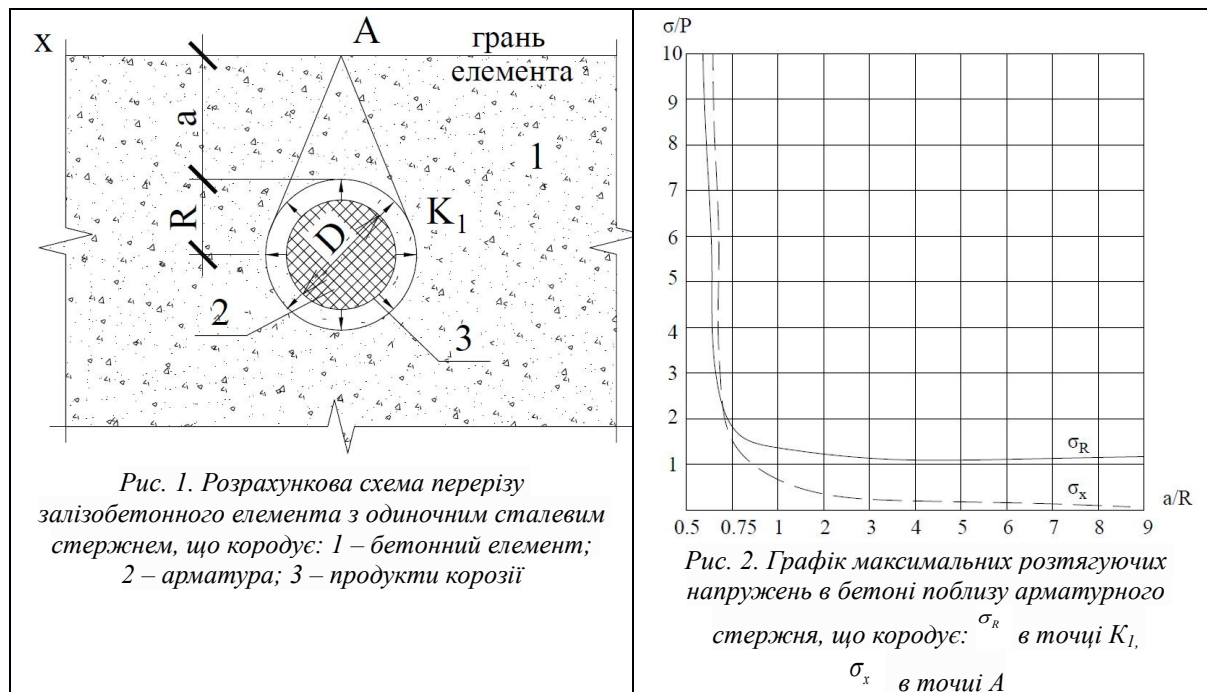 x
A
грань
елемента
a
1
R
D
K₁
2
3
Рис. 1. Розрахункова схема перерізу
залізобетонного елемента з одиночним сталевим
стержнем, що кородує: 1 – бетонний елемент;
2 – арматура; 3 – продукти корозії
σ/P
10
9
8
7
6
5
4
3
2
1
σR
σx
a/R
0.5 0.75 1 2 3 4 5 6 7 8 9
Рис. 2. Графік максимальних розтягуючих
напружень в бетоні поблизу арматурного
стержня, що кородує: σR в точці K1,
σx в точці A